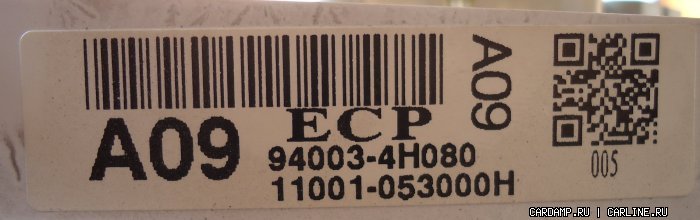 A09
ECP
94003-4H080
11001-053000H
A09
005
CARDAMP.RU | CARLINE.RU